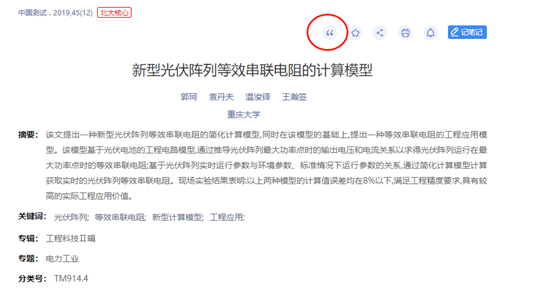 中国测试 . 2019,45(12) 北大核心
记笔记
新型光伏阵列等效串联电阻的计算模型
郭珂 袁丹夫 温浚铎 王瀚笠
重庆大学
摘要: 该文提出一种新型光伏阵列等效串联电阻的简化计算模型,同时在该模型的基础上,提出一种等效串联电阻的工程应用模
型。该模型基于光伏电池的工程电路模型,通过推导光伏阵列最大功率点时的输出电压和电流关系以求得光伏阵列运行在最
大功率点时的等效串联电阻;基于光伏阵列实时运行参数与环境参数、标准情况下运行参数的关系,通过简化计算模型计算
获取实时的光伏阵列等效串联电阻。现场实验结果表明:以上两种模型的计算值误差均在8%以下,满足工程精度要求,具有较
高的实际工程应用价值。
关键词: 光伏阵列; 等效串联电阻; 新型计算模型; 工程应用;
专辑: 工程科技Ⅱ辑
专题: 电力工业
分类号: TM914.4